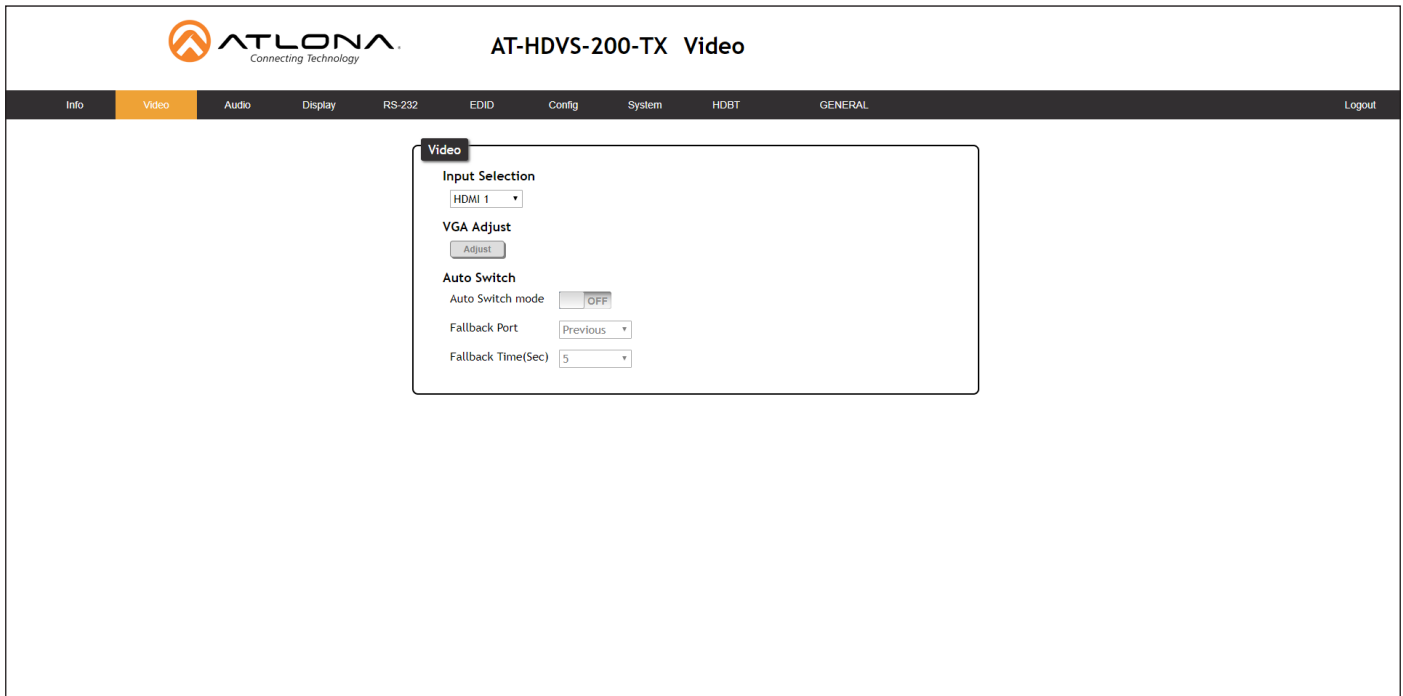 ATLONA.
Connecting Technology
AT-HDVS-200-TX Video
Info Video Audio Display RS-232 EDID Config System HDBT GENERAL Logout
Video
Input Selection
HDMI 1
VGA Adjust
Adjust
Auto Switch
Auto Switch mode OFF
Fallback Port Previous
Fallback Time(Sec) 5